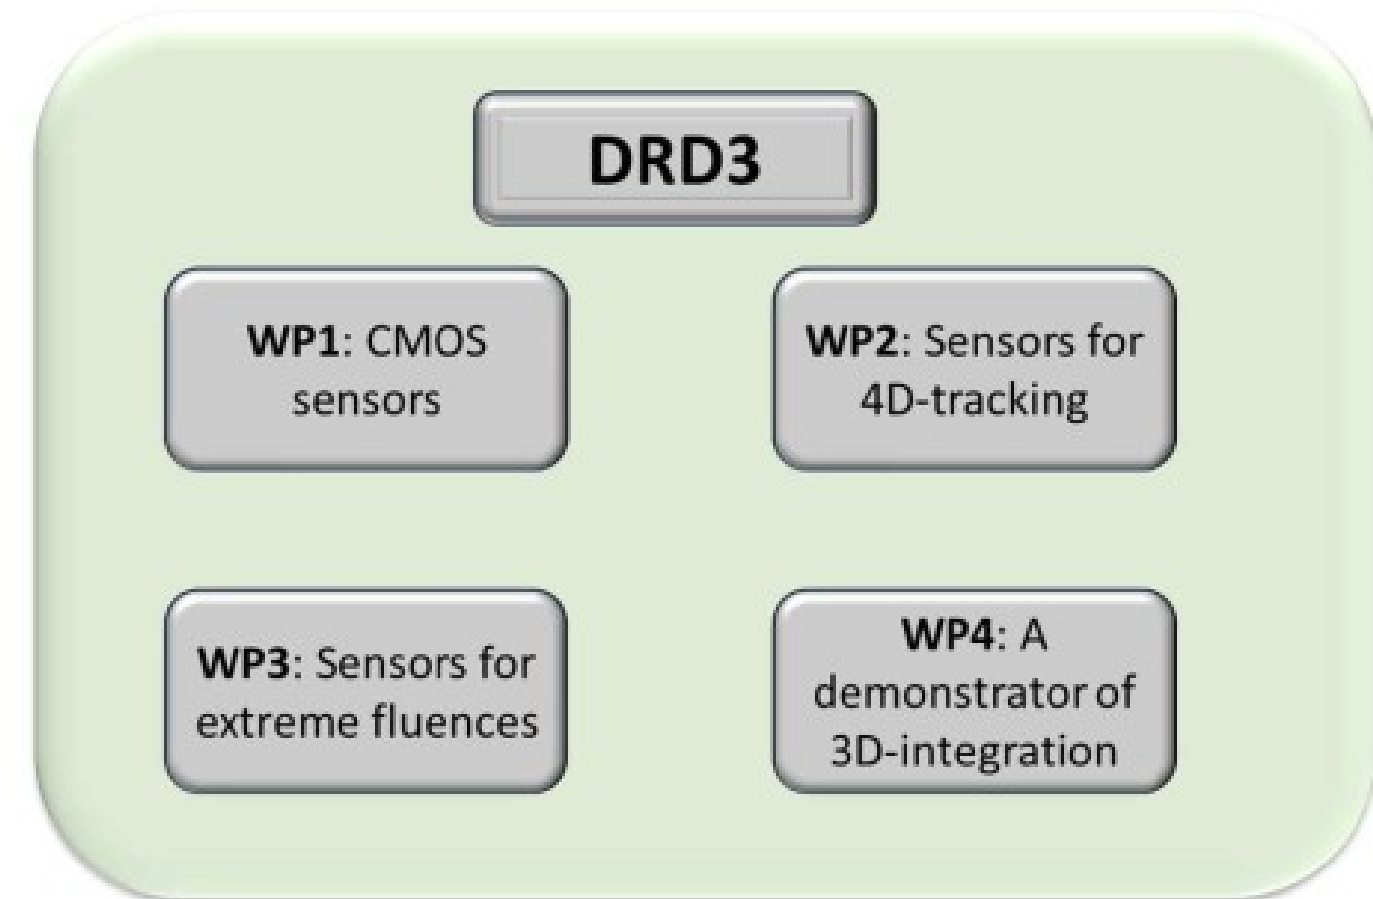 DRD3
WP1: CMOS
sensors
WP2: Sensors for
4D-tracking
WP3: Sensors for
extreme fluences
WP4: A
demonstrator of
3D-integration